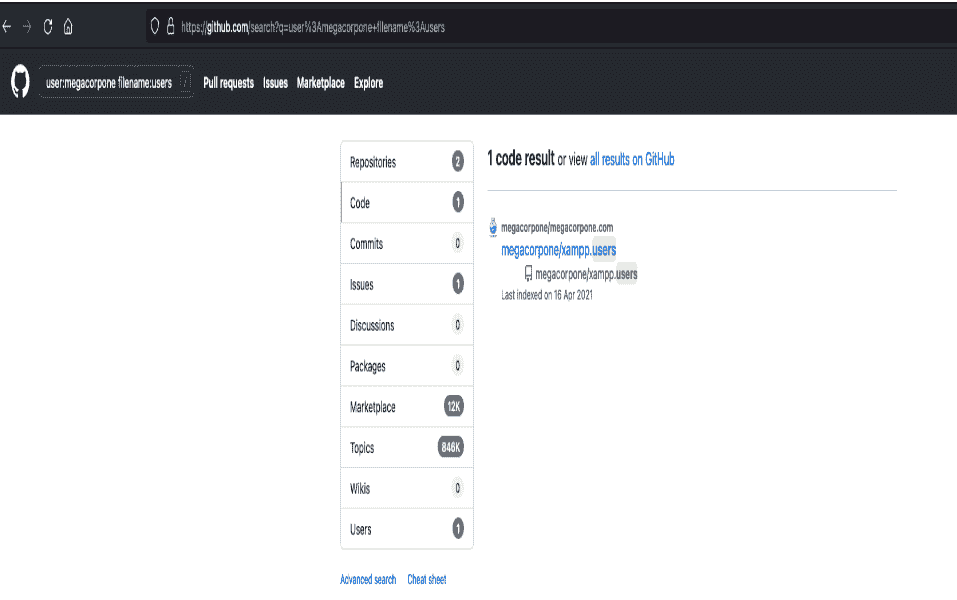 https://github.com/search?q=user%3Amegacorpone+filename%3Ausers
user:megacorpone filename:users /
Pull requests Issues Marketplace Explore
Repositories 2
Code 1
Commits 0
Issues 1
Discussions 0
Packages 0
Marketplace 12K
Topics 846K
Wikis 0
Users 1
Advanced search Cheat sheet
1 code result or view all results on GitHub
megacorpone/megacorpone.com
megacorpone/xampp.users
megacorpone/xampp.users
Last indexed on 16 Apr 2021